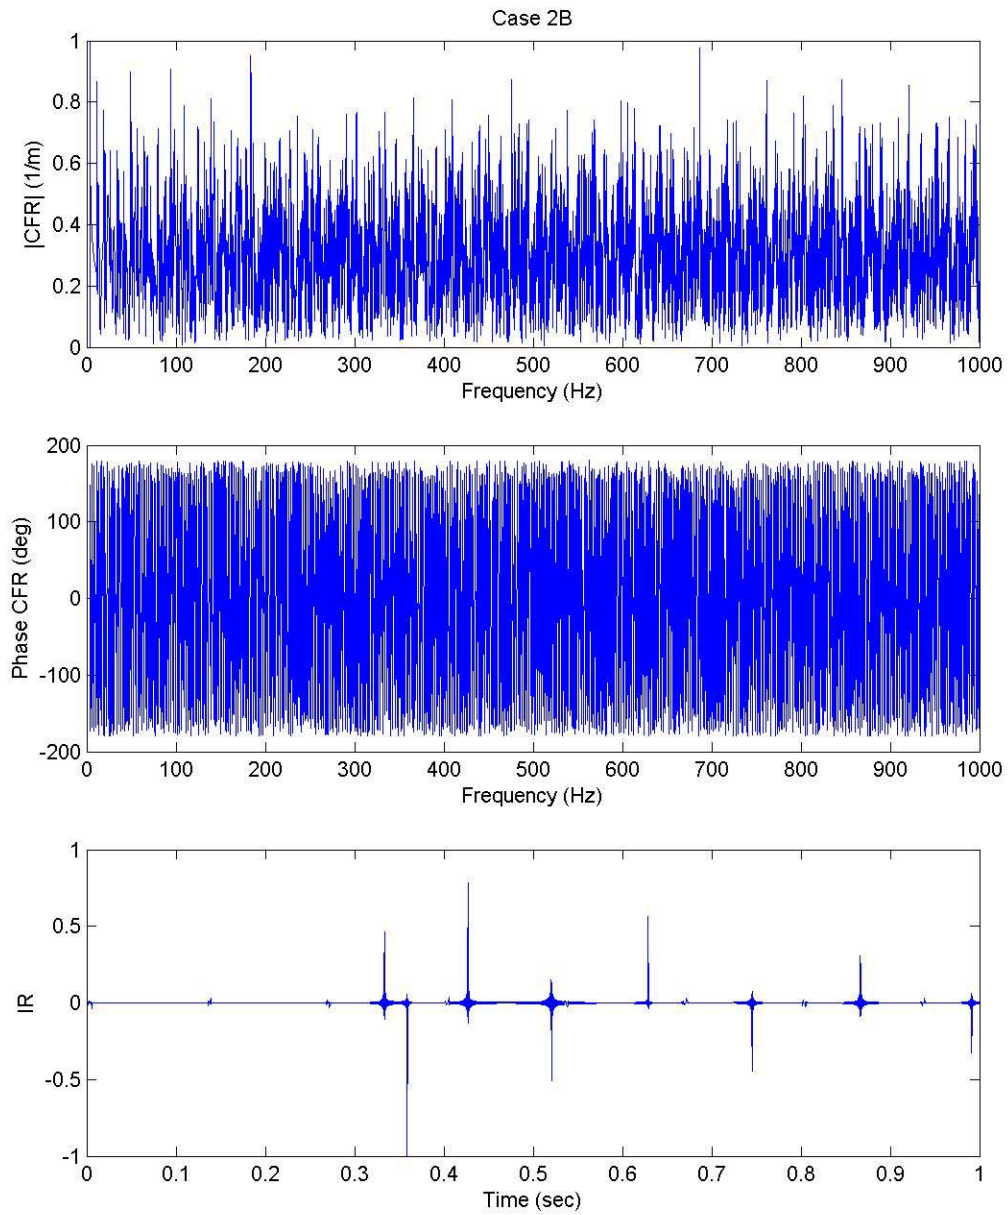 Case 2B
1
0.8
0.6
0.4
0.2
0
|CFR| (1/m)
0 100 200 300 400 500 600 700 800 900 1000
Frequency (Hz)
200
100
0
-100
-200
Phase CFR (deg)
0 100 200 300 400 500 600 700 800 900 1000
Frequency (Hz)
1
0.5
0
-0.5
-1
IR
0 0.1 0.2 0.3 0.4 0.5 0.6 0.7 0.8 0.9 1
Time (sec)